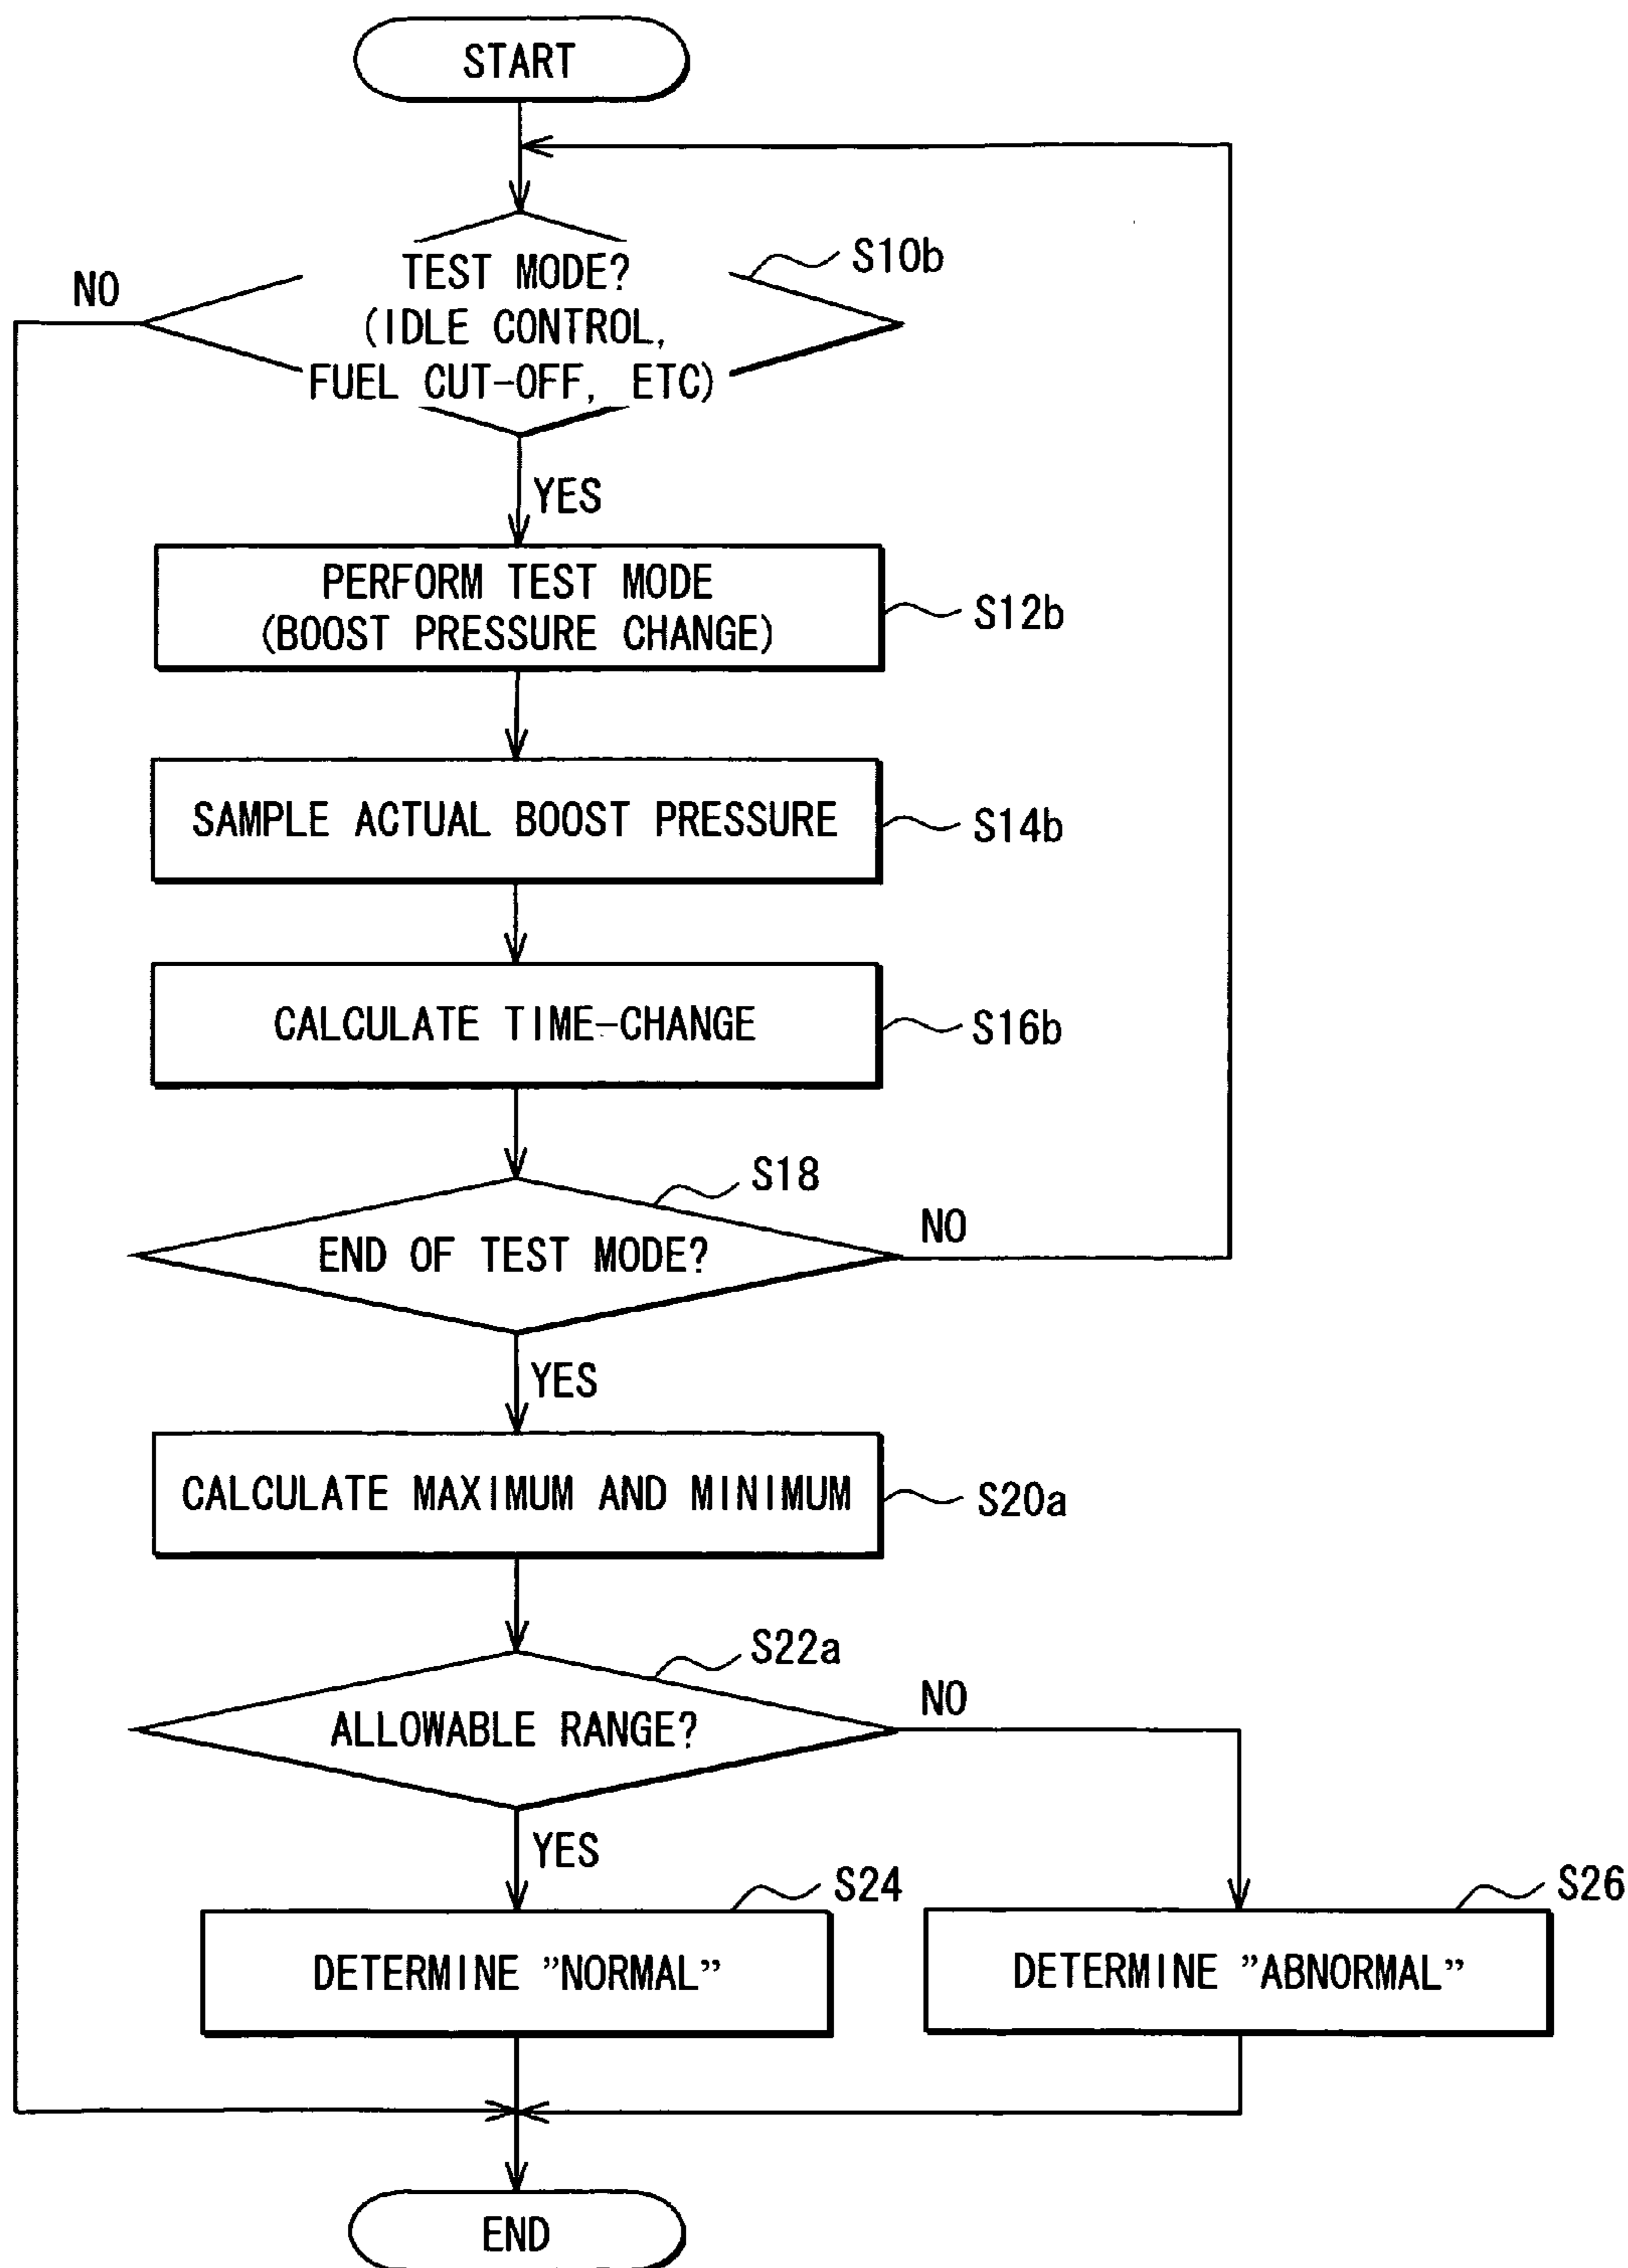 START
NO
TEST MODE?
(IDLE CONTROL,
FUEL CUT-OFF, ETC)
S10b
YES
PERFORM TEST MODE
(BOOST PRESSURE CHANGE)
S12b
SAMPLE ACTUAL BOOST PRESSURE
S14b
CALCULATE TIME-CHANGE
S16b
S18
END OF TEST MODE?
NO
YES
CALCULATE MAXIMUM AND MINIMUM
S20a
S22a
ALLOWABLE RANGE?
NO
YES
S24
DETERMINE ”NORMAL”
S26
DETERMINE ”ABNORMAL”
END